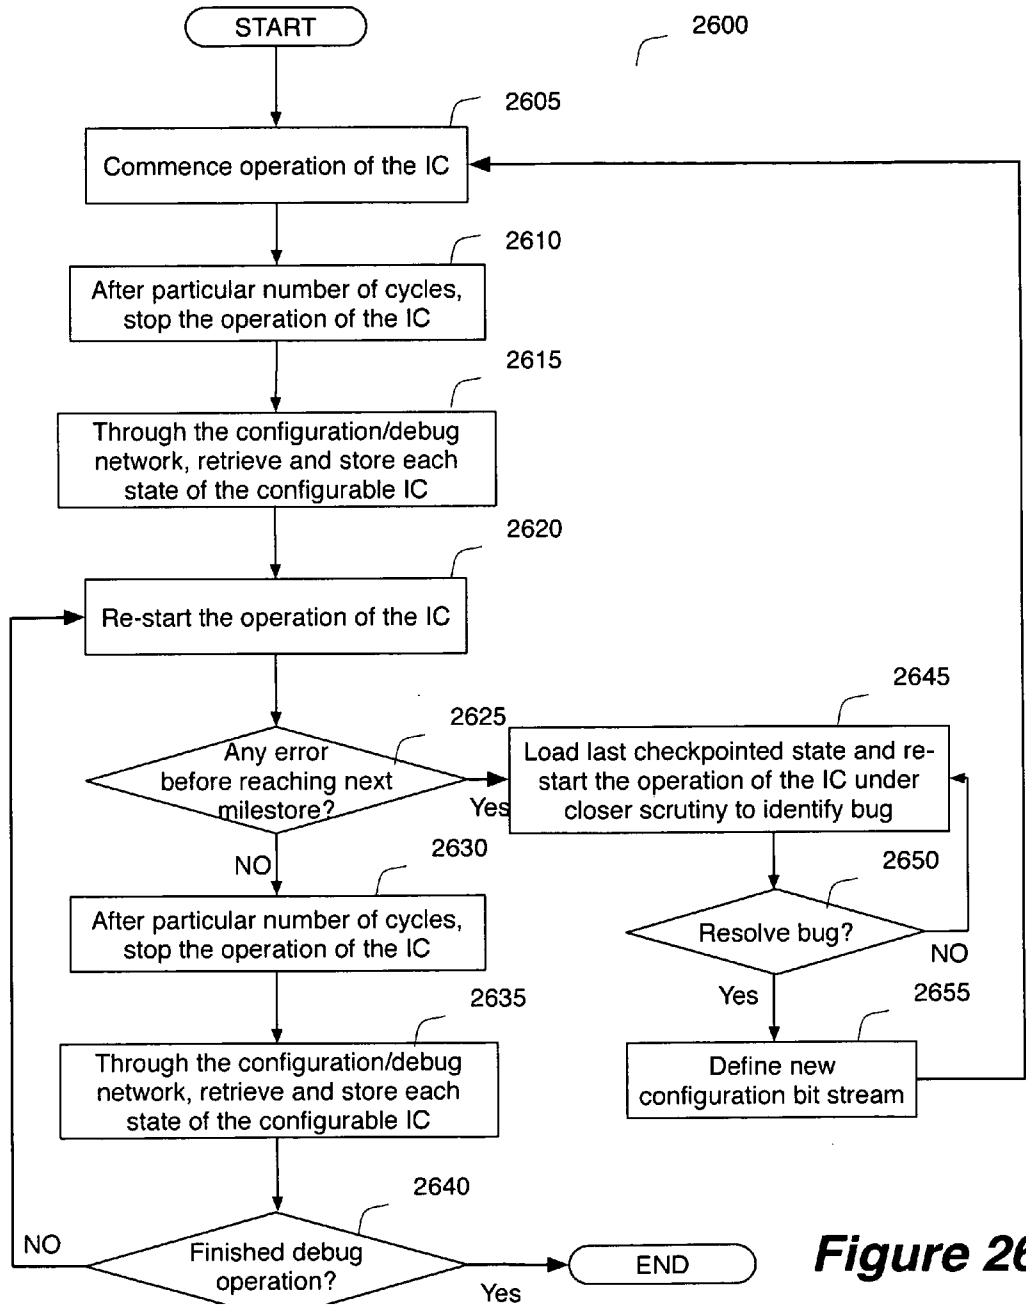 START
2600
2605
Commence operation of the IC
2610
After particular number of cycles,
stop the operation of the IC
2615
Through the configuration/debug
network, retrieve and store each
state of the configurable IC
2620
Re-start the operation of the IC
2625
Any error
before reaching next
milestore?
Yes
NO
2645
Load last checkpointed state and re-
start the operation of the IC under
closer scrutiny to identify bug
2650
Resolve bug?
NO
Yes
2655
Define new
configuration bit stream
2630
After particular number of cycles,
stop the operation of the IC
2635
Through the configuration/debug
network, retrieve and store each
state of the configurable IC
2640
Finished debug
operation?
NO
Yes
END
Figure 26